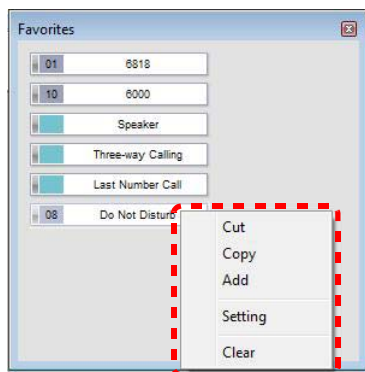 Favorites
01 6818
10 6000
Speaker
Three-way Calling
Last Number Call
08 Do Not Disturb
Cut
Copy
Add
Setting
Clear